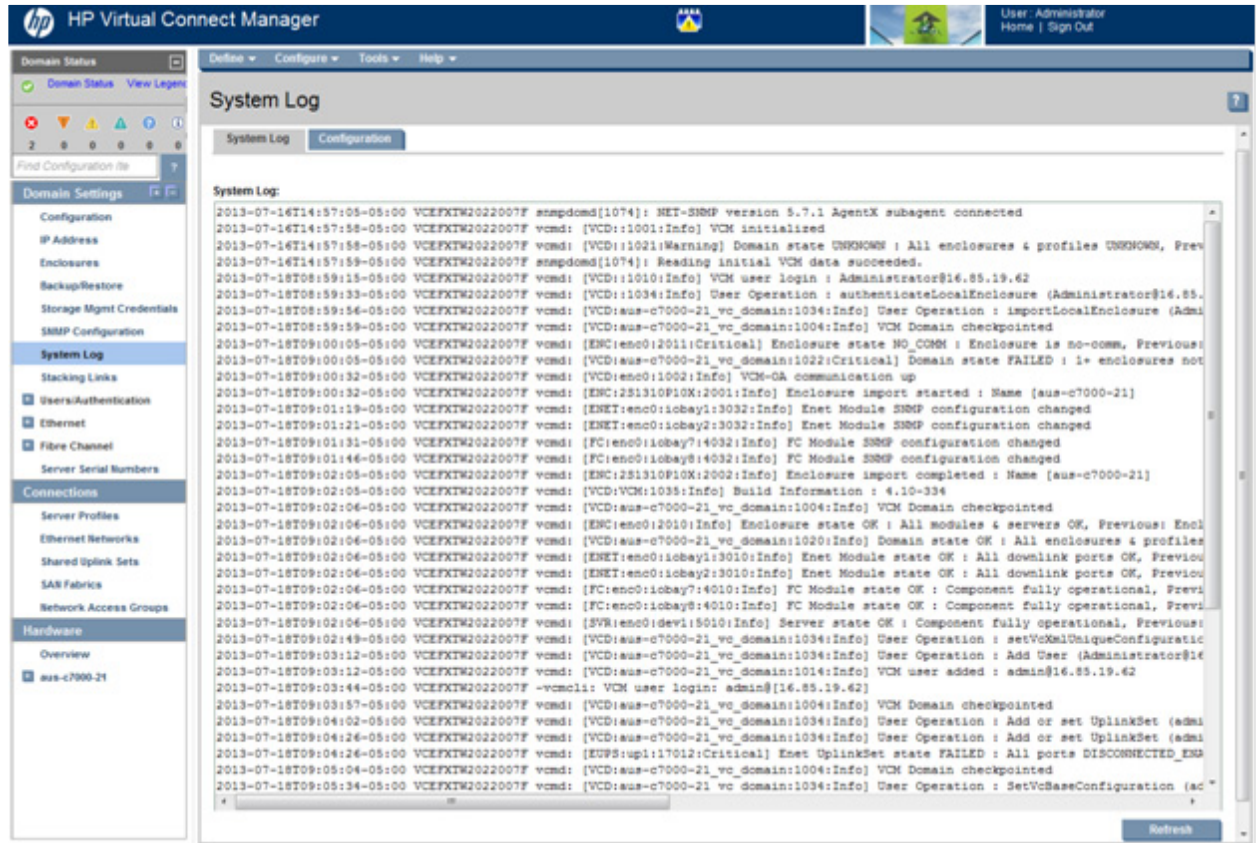 hp HP Virtual Connect Manager
User : Administrator
Home | Sign Out
Domain Status
Domain Status View Legend
2 0 0 0 0 0
Find Configuration Ite ?
Domain Settings
Configuration
IP Address
Enclosures
Backup/Restore
Storage Mgmt Credentials
SNMP Configuration
System Log
Stacking Links
Users/Authentication
Ethernet
Fibre Channel
Server Serial Numbers
Connections
Server Profiles
Ethernet Networks
Shared Uplink Sets
SAN Fabrics
Network Access Groups
Hardware
Overview
aus-c7000-21
Define Configure Tools Help
System Log ?
System Log Configuration
System Log:
2013-07-16T14:57:05-05:00 VCEFXTW2022007F snmpdomd[1074]: NET-SNMP version 5.7.1 AgentX subagent connected
2013-07-16T14:57:58-05:00 VCEFXTW2022007F vcmd: [VCD::1001:Info] VCM initialized
2013-07-16T14:57:58-05:00 VCEFXTW2022007F vcmd: [VCD::1021:Warning] Domain state UNKNOWN : All enclosures & profiles UNKNOWN, Prev
2013-07-16T14:57:59-05:00 VCEFXTW2022007F snmpdomd[1074]: Reading initial VCM data succeeded.
2013-07-18T08:59:15-05:00 VCEFXTW2022007F vcmd: [VCD::1010:Info] VCM user login : Administrator@16.85.19.62
2013-07-18T08:59:33-05:00 VCEFXTW2022007F vcmd: [VCD::1034:Info] User Operation : authenticateLocalEnclosure (Administrator@16.85.
2013-07-18T08:59:56-05:00 VCEFXTW2022007F vcmd: [VCD:aus-c7000-21_vc_domain:1034:Info] User Operation : importLocalEnclosure (Admi
2013-07-18T08:59:59-05:00 VCEFXTW2022007F vcmd: [VCD:aus-c7000-21_vc_domain:1004:Info] VCM Domain checkpointed
2013-07-18T09:00:05-05:00 VCEFXTW2022007F vcmd: [ENC:enc0:2011:Critical] Enclosure state NO_COMM : Enclosure is no-comm, Previous:
2013-07-18T09:00:05-05:00 VCEFXTW2022007F vcmd: [VCD:aus-c7000-21_vc_domain:1022:Critical] Domain state FAILED : 1+ enclosures not
2013-07-18T09:00:32-05:00 VCEFXTW2022007F vcmd: [VCD:enc0:1002:Info] VCM-OA communication up
2013-07-18T09:00:32-05:00 VCEFXTW2022007F vcmd: [ENC:2S1310P10X:2001:Info] Enclosure import started : Name [aus-c7000-21]
2013-07-18T09:01:19-05:00 VCEFXTW2022007F vcmd: [ENET:enc0:iobay1:3032:Info] Enet Module SNMP configuration changed
2013-07-18T09:01:21-05:00 VCEFXTW2022007F vcmd: [ENET:enc0:iobay2:3032:Info] Enet Module SNMP configuration changed
2013-07-18T09:01:31-05:00 VCEFXTW2022007F vcmd: [FC:enc0:iobay7:4032:Info] FC Module SNMP configuration changed
2013-07-18T09:01:46-05:00 VCEFXTW2022007F vcmd: [FC:enc0:iobay8:4032:Info] FC Module SNMP configuration changed
2013-07-18T09:02:05-05:00 VCEFXTW2022007F vcmd: [ENC:2S1310P10X:2002:Info] Enclosure import completed : Name [aus-c7000-21]
2013-07-18T09:02:05-05:00 VCEFXTW2022007F vcmd: [VCD:VCM:1035:Info] Build Information : 4.10-334
2013-07-18T09:02:06-05:00 VCEFXTW2022007F vcmd: [VCD:aus-c7000-21_vc_domain:1004:Info] VCM Domain checkpointed
2013-07-18T09:02:06-05:00 VCEFXTW2022007F vcmd: [ENC:enc0:2010:Info] Enclosure state OK : All modules & servers OK, Previous: Encl
2013-07-18T09:02:06-05:00 VCEFXTW2022007F vcmd: [VCD:aus-c7000-21_vc_domain:1020:Info] Domain state OK : All enclosures & profiles
2013-07-18T09:02:06-05:00 VCEFXTW2022007F vcmd: [ENET:enc0:iobay1:3010:Info] Enet Module state OK : All downlink ports OK, Previou
2013-07-18T09:02:06-05:00 VCEFXTW2022007F vcmd: [ENET:enc0:iobay2:3010:Info] Enet Module state OK : All downlink ports OK, Previou
2013-07-18T09:02:06-05:00 VCEFXTW2022007F vcmd: [FC:enc0:iobay7:4010:Info] FC Module state OK : Component fully operational, Previ
2013-07-18T09:02:06-05:00 VCEFXTW2022007F vcmd: [FC:enc0:iobay8:4010:Info] FC Module state OK : Component fully operational, Previ
2013-07-18T09:02:06-05:00 VCEFXTW2022007F vcmd: [SVR:enc0:dev1:5010:Info] Server state OK : Component fully operational, Previous:
2013-07-18T09:02:49-05:00 VCEFXTW2022007F vcmd: [VCD:aus-c7000-21_vc_domain:1034:Info] User Operation : setVcXmlUniqueConfiguratio
2013-07-18T09:03:12-05:00 VCEFXTW2022007F vcmd: [VCD:aus-c7000-21_vc_domain:1034:Info] User Operation : Add User (Administrator@16
2013-07-18T09:03:12-05:00 VCEFXTW2022007F vcmd: [VCD:aus-c7000-21_vc_domain:1014:Info] VCM user added : admin@16.85.19.62
2013-07-18T09:03:44-05:00 VCEFXTW2022007F -vcmcli: VCM user login: admin@[16.85.19.62]
2013-07-18T09:03:57-05:00 VCEFXTW2022007F vcmd: [VCD:aus-c7000-21_vc_domain:1004:Info] VCM Domain checkpointed
2013-07-18T09:04:02-05:00 VCEFXTW2022007F vcmd: [VCD:aus-c7000-21_vc_domain:1034:Info] User Operation : Add or set UplinkSet (admi
2013-07-18T09:04:26-05:00 VCEFXTW2022007F vcmd: [VCD:aus-c7000-21_vc_domain:1034:Info] User Operation : Add or set UplinkSet (admi
2013-07-18T09:04:26-05:00 VCEFXTW2022007F vcmd: [EUPS:up1:17012:Critical] Enet UplinkSet state FAILED : All ports DISCONNECTED_ENA
2013-07-18T09:05:04-05:00 VCEFXTW2022007F vcmd: [VCD:aus-c7000-21_vc_domain:1004:Info] VCM Domain checkpointed
2013-07-18T09:05:34-05:00 VCEFXTW2022007F vcmd: [VCD:aus-c7000-21_vc_domain:1034:Info] User Operation : SetVcBaseConfiguration (ad
Refresh